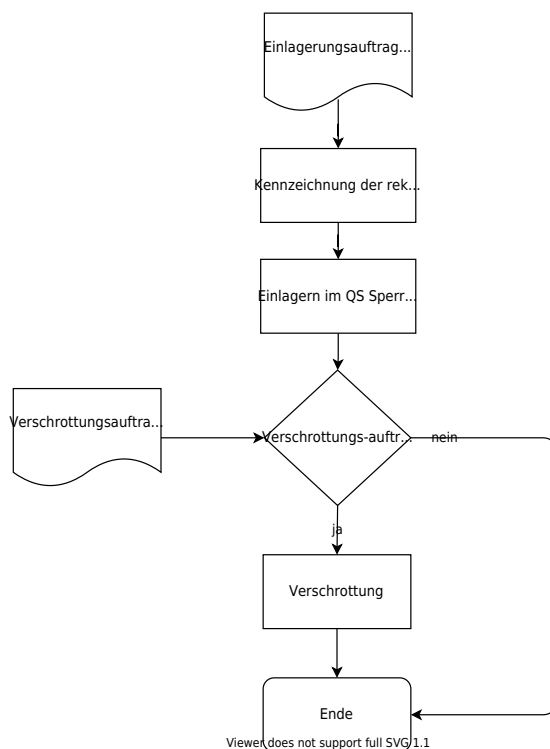 Einlagerungsauftrag...
Kennzeichnung der rek...
Einlagern im QS Sperr...
Verschrottungsauftra...
Verschrottungs-auftr...
nein
ja
Verschrottung
Ende
Viewer does not support full SVG 1.1